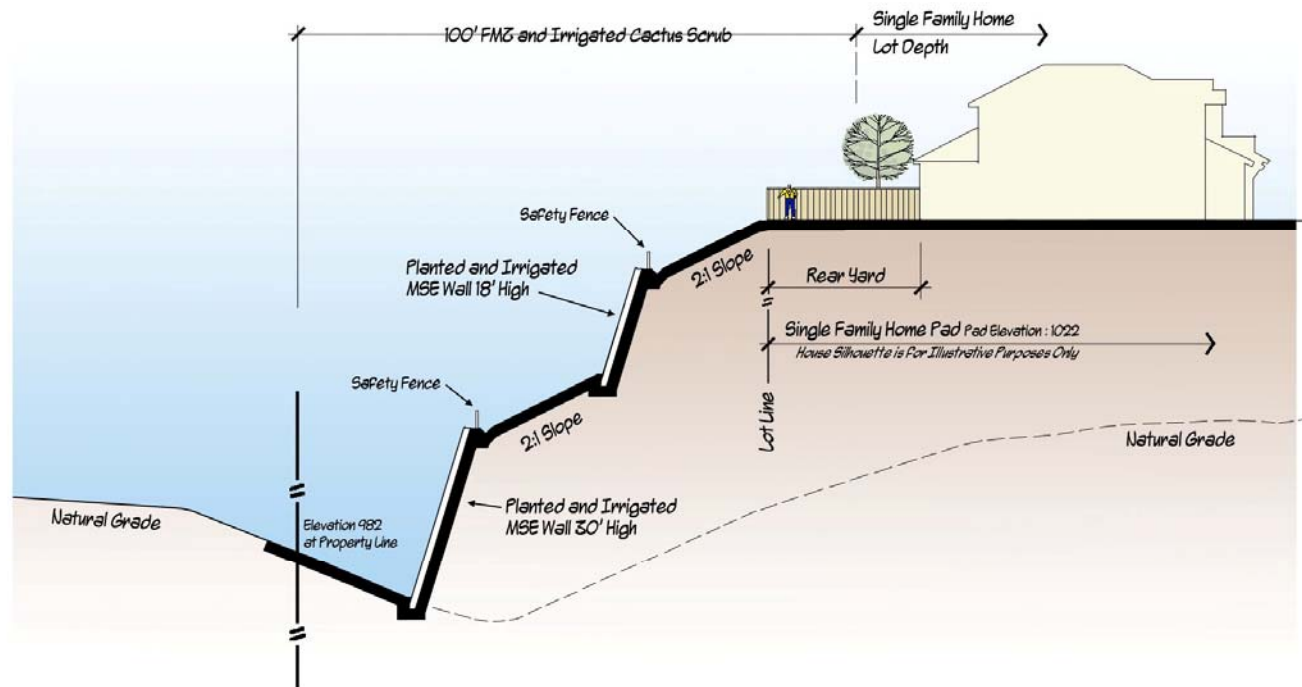 Single Family Home
Lot Depth
100' FMZ and Irrigated Cactus Scrub
Safety Fence
Planted and Irrigated
MSE Wall 18' High
2:1 Slope
Rear Yard
Single Family Home Pad Pad Elevation : 1022
House Silhouette is for Illustrative Purposes Only
Lot Line
Safety Fence
2:1 Slope
Natural Grade
Planted and Irrigated
MSE Wall 30' High
Natural Grade
Elevation 982
at Property Line